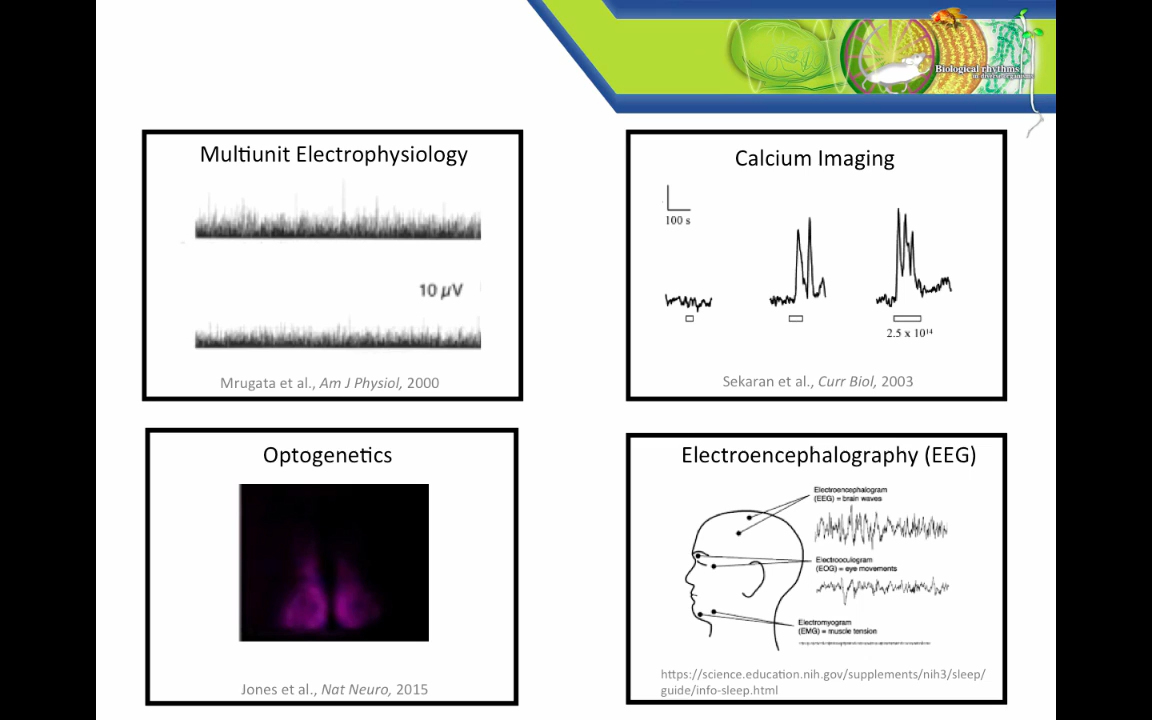 Biological rhythms
in diverse organisms
Multiunit Electrophysiology
10 µV
Mrugata et al., Am J Physiol, 2000
Calcium Imaging
100 s
2.5 x 10¹⁴
Sekaran et al., Curr Biol, 2003
Optogenetics
Jones et al., Nat Neuro, 2015
Electroencephalography (EEG)
Electroencephalogram
(EEG) = brain waves
Electrooculogram
(EOG) = eye movements
Electromyogram
(EMG) = muscle tension
https://science.education.nih.gov/supplements/nih3/sleep/
guide/info-sleep.html